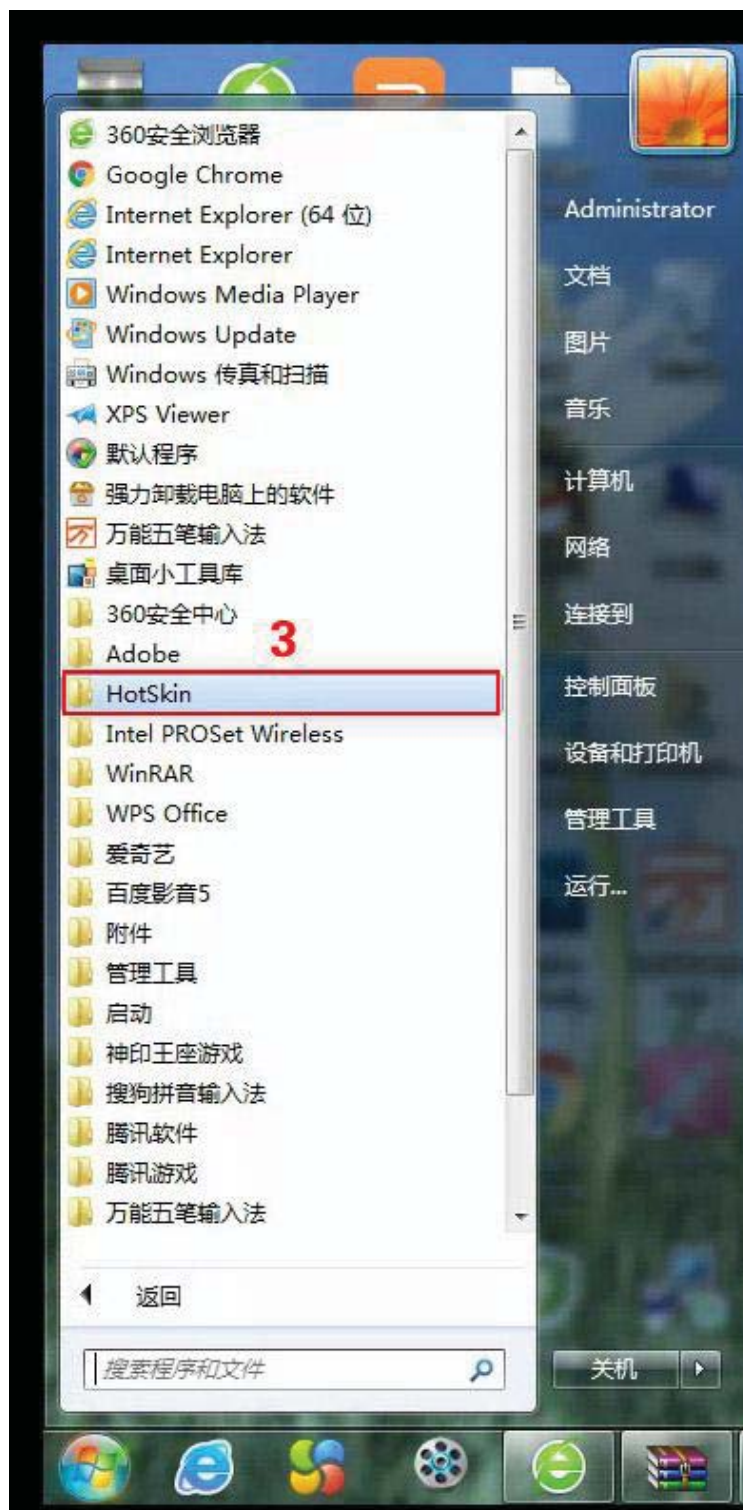 360安全浏览器
Google Chrome
Internet Explorer (64 位)
Internet Explorer
Windows Media Player
Windows Update
Windows 传真和扫描
XPS Viewer
默认程序
强力卸载电脑上的软件
万能五笔输入法
桌面小工具库
360安全中心
3
Adobe
HotSkin
Intel PROSet Wireless
WinRAR
WPS Office
爱奇艺
百度影音5
附件
管理工具
启动
神印王座游戏
搜狗拼音输入法
腾讯软件
腾讯游戏
万能五笔输入法
返回
搜索程序和文件
Administrator
文档
图片
音乐
计算机
网络
连接到
控制面板
设备和打印机
管理工具
运行...
关机